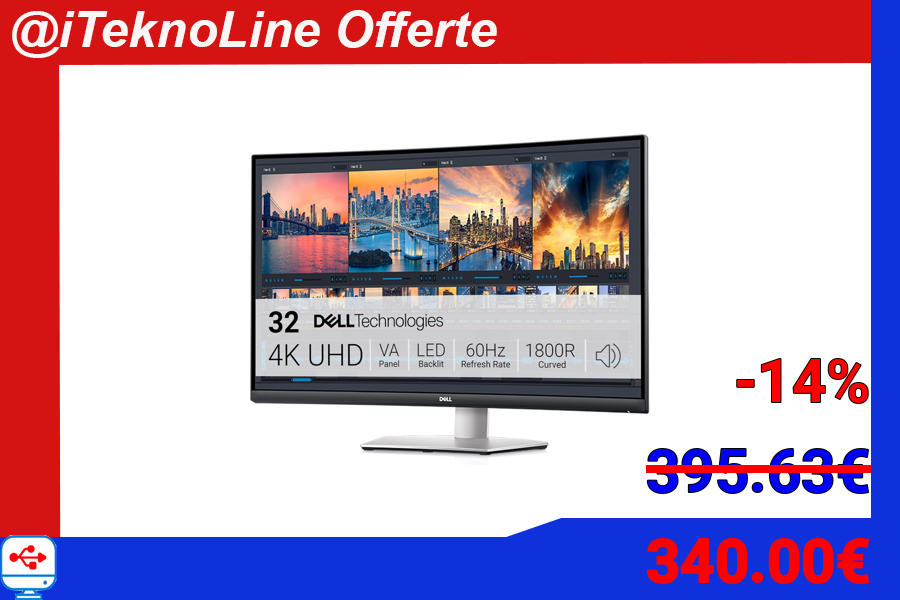 @iTeknoLine Offerte
32 DELLTechnologies
4K UHD
VA
Panel
LED
Backlit
60Hz
Refresh Rate
1800R
Curved
DELL
-14%
395.63€
340.00€